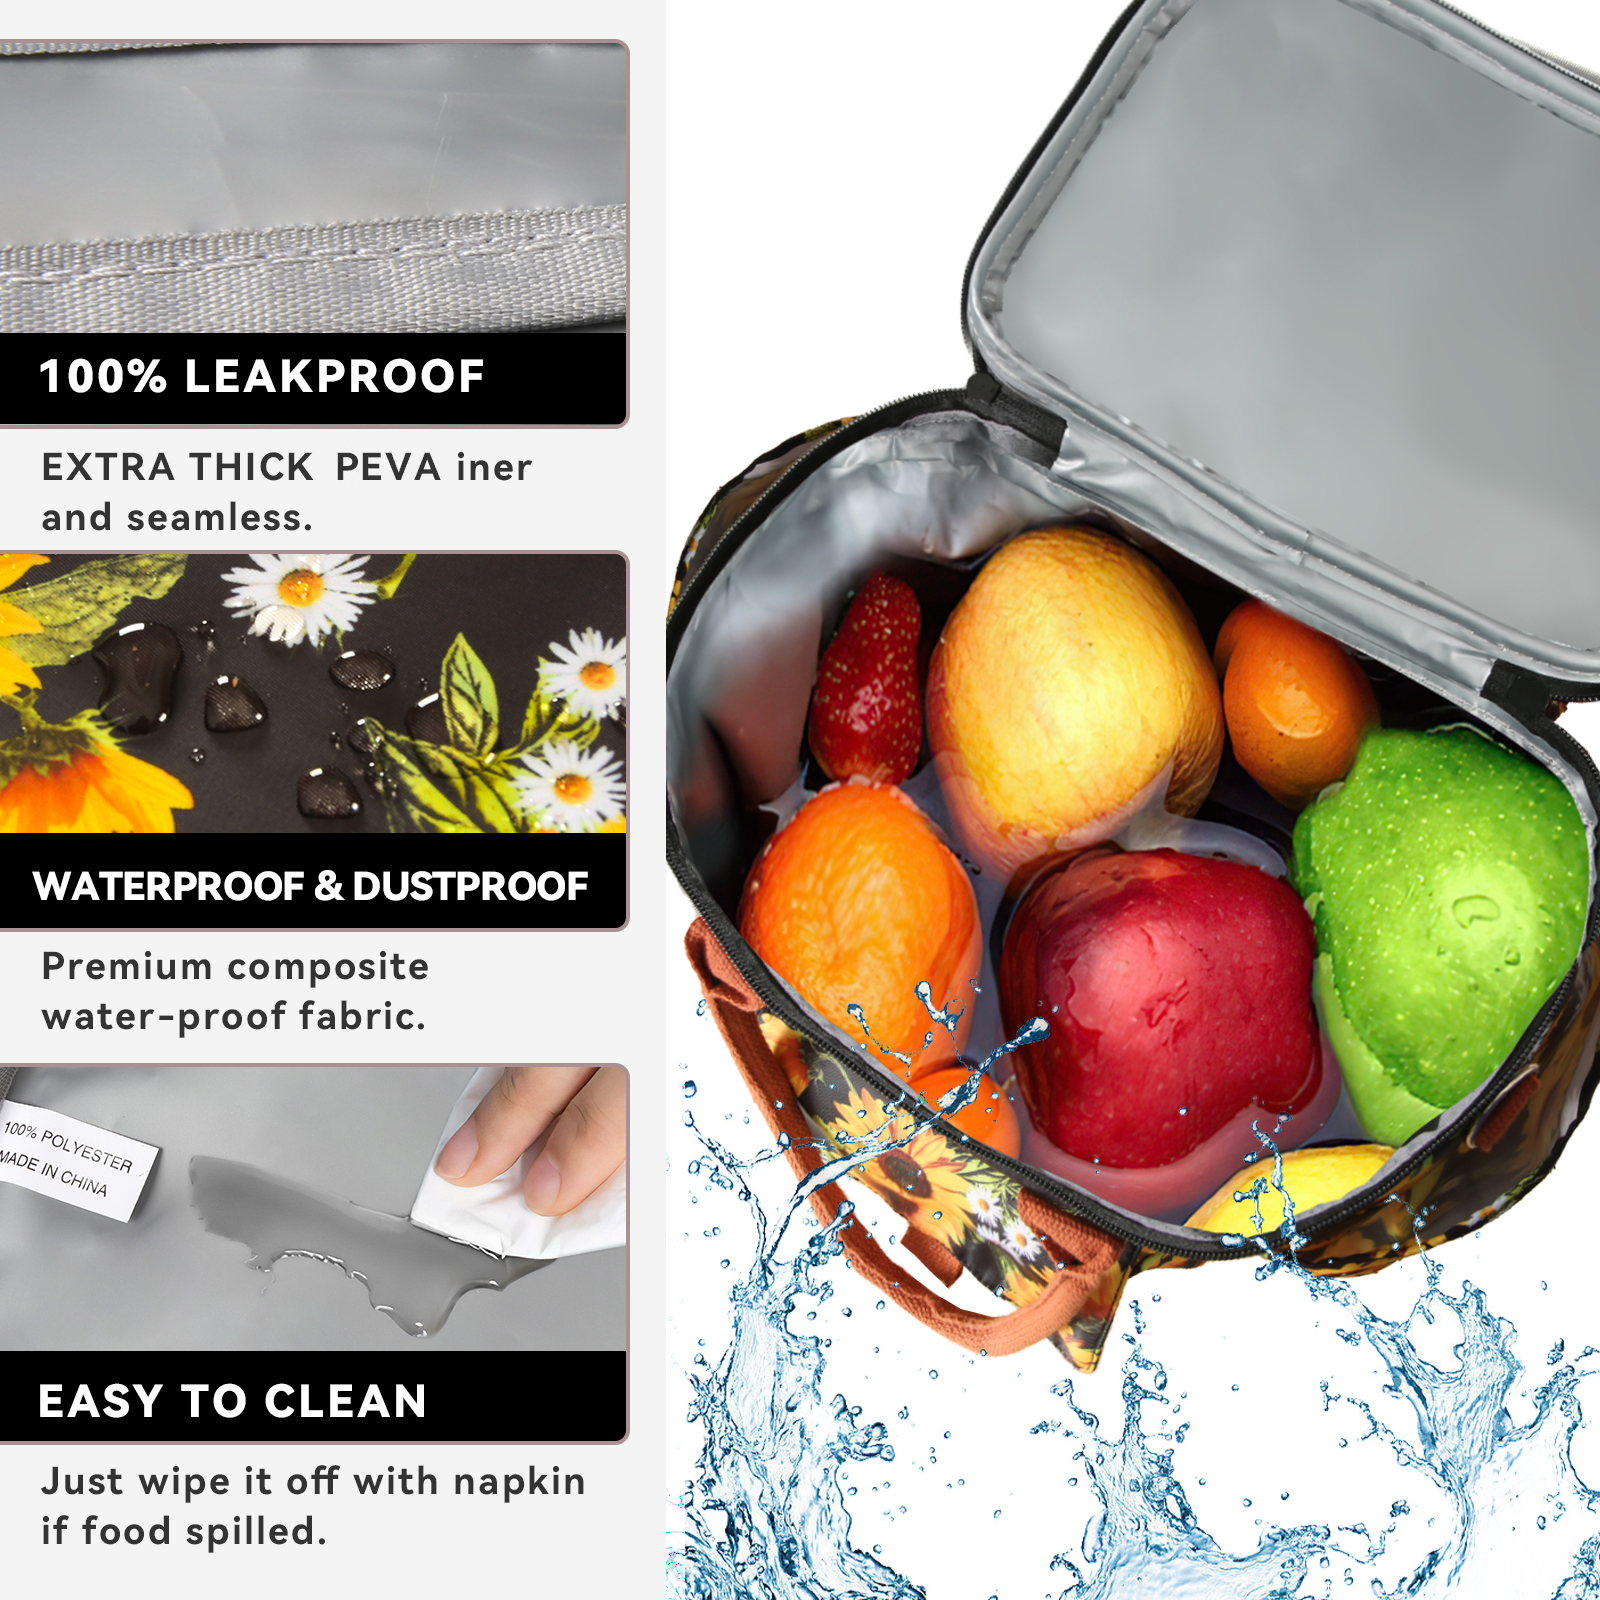 100% LEAKPROOF
EXTRA THICK PEVA iner
and seamless.
WATERPROOF & DUSTPROOF
Premium composite
water-proof fabric.
100% POLYESTER
MADE IN CHINA
EASY TO CLEAN
Just wipe it off with napkin
if food spilled.